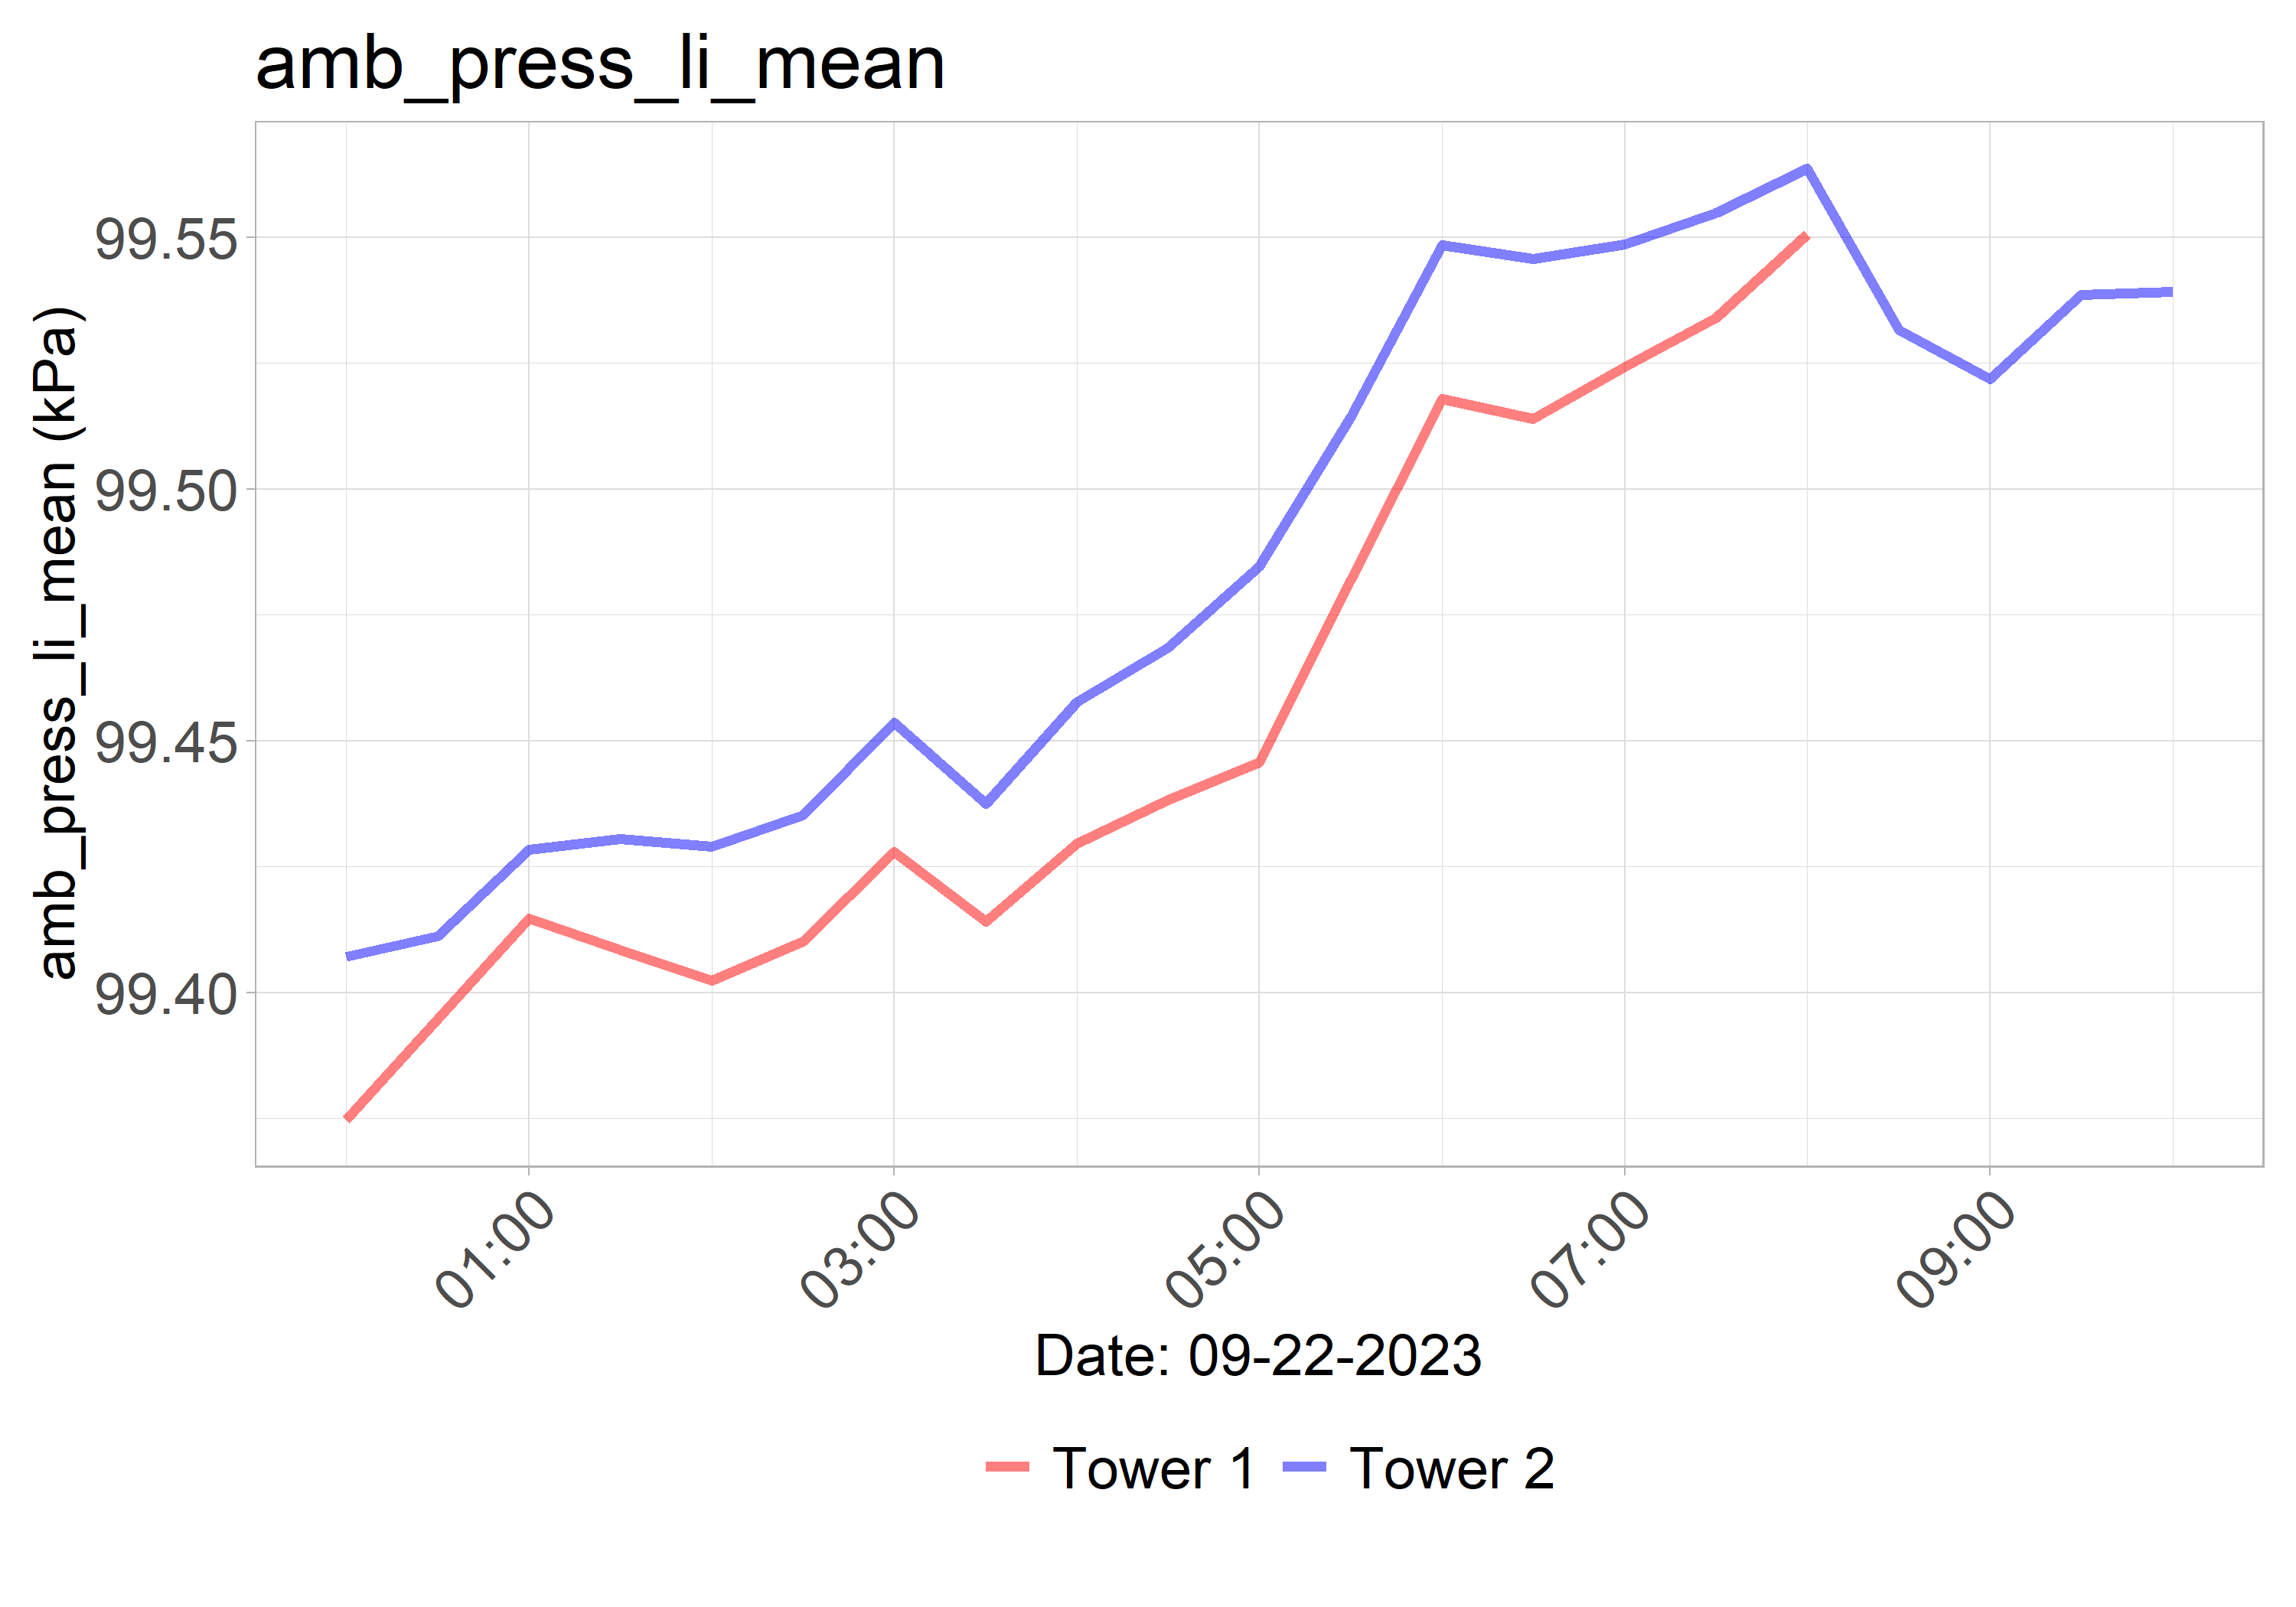 amb_press_li_mean
amb_press_li_mean (kPa)
99.55
99.50
99.45
99.40
01:00
03:00
05:00
07:00
09:00
Date: 09-22-2023
Tower 1
Tower 2